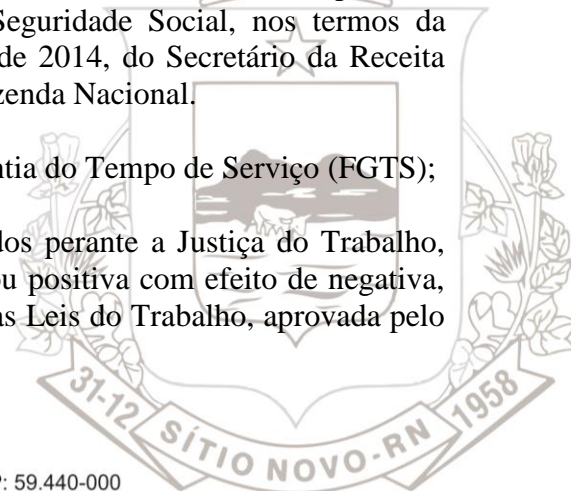 Seguridade Social, nos termos da
de 2014, do Secretário da Receita
zenda Nacional.
ntia do Tempo de Serviço (FGTS);
dos perante a Justiça do Trabalho,
ou positiva com efeito de negativa,
as Leis do Trabalho, aprovada pelo
31-12 SÍTIO NOVO-RN 1958
P: 59.440-000